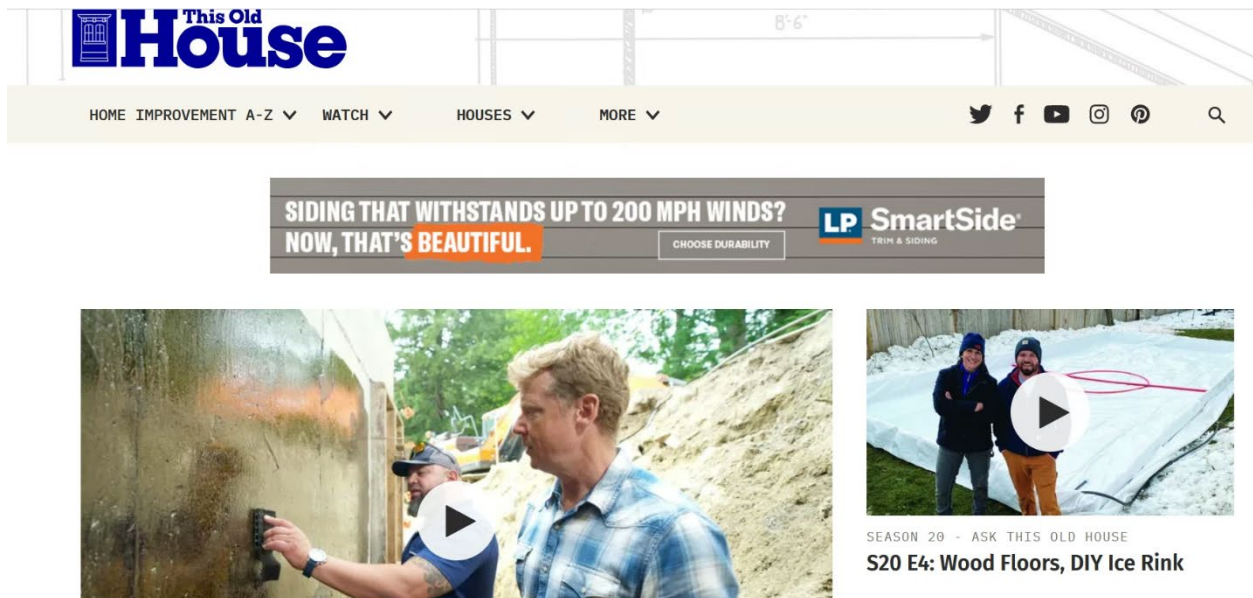 This Old
House
8'-6"
HOME IMPROVEMENT A-Z
WATCH
HOUSES
MORE
SIDING THAT WITHSTANDS UP TO 200 MPH WINDS?
NOW, THAT'S BEAUTIFUL.
CHOOSE DURABILITY
LP SmartSide®
TRIM & SIDING
SEASON 20 - ASK THIS OLD HOUSE
S20 E4: Wood Floors, DIY Ice Rink